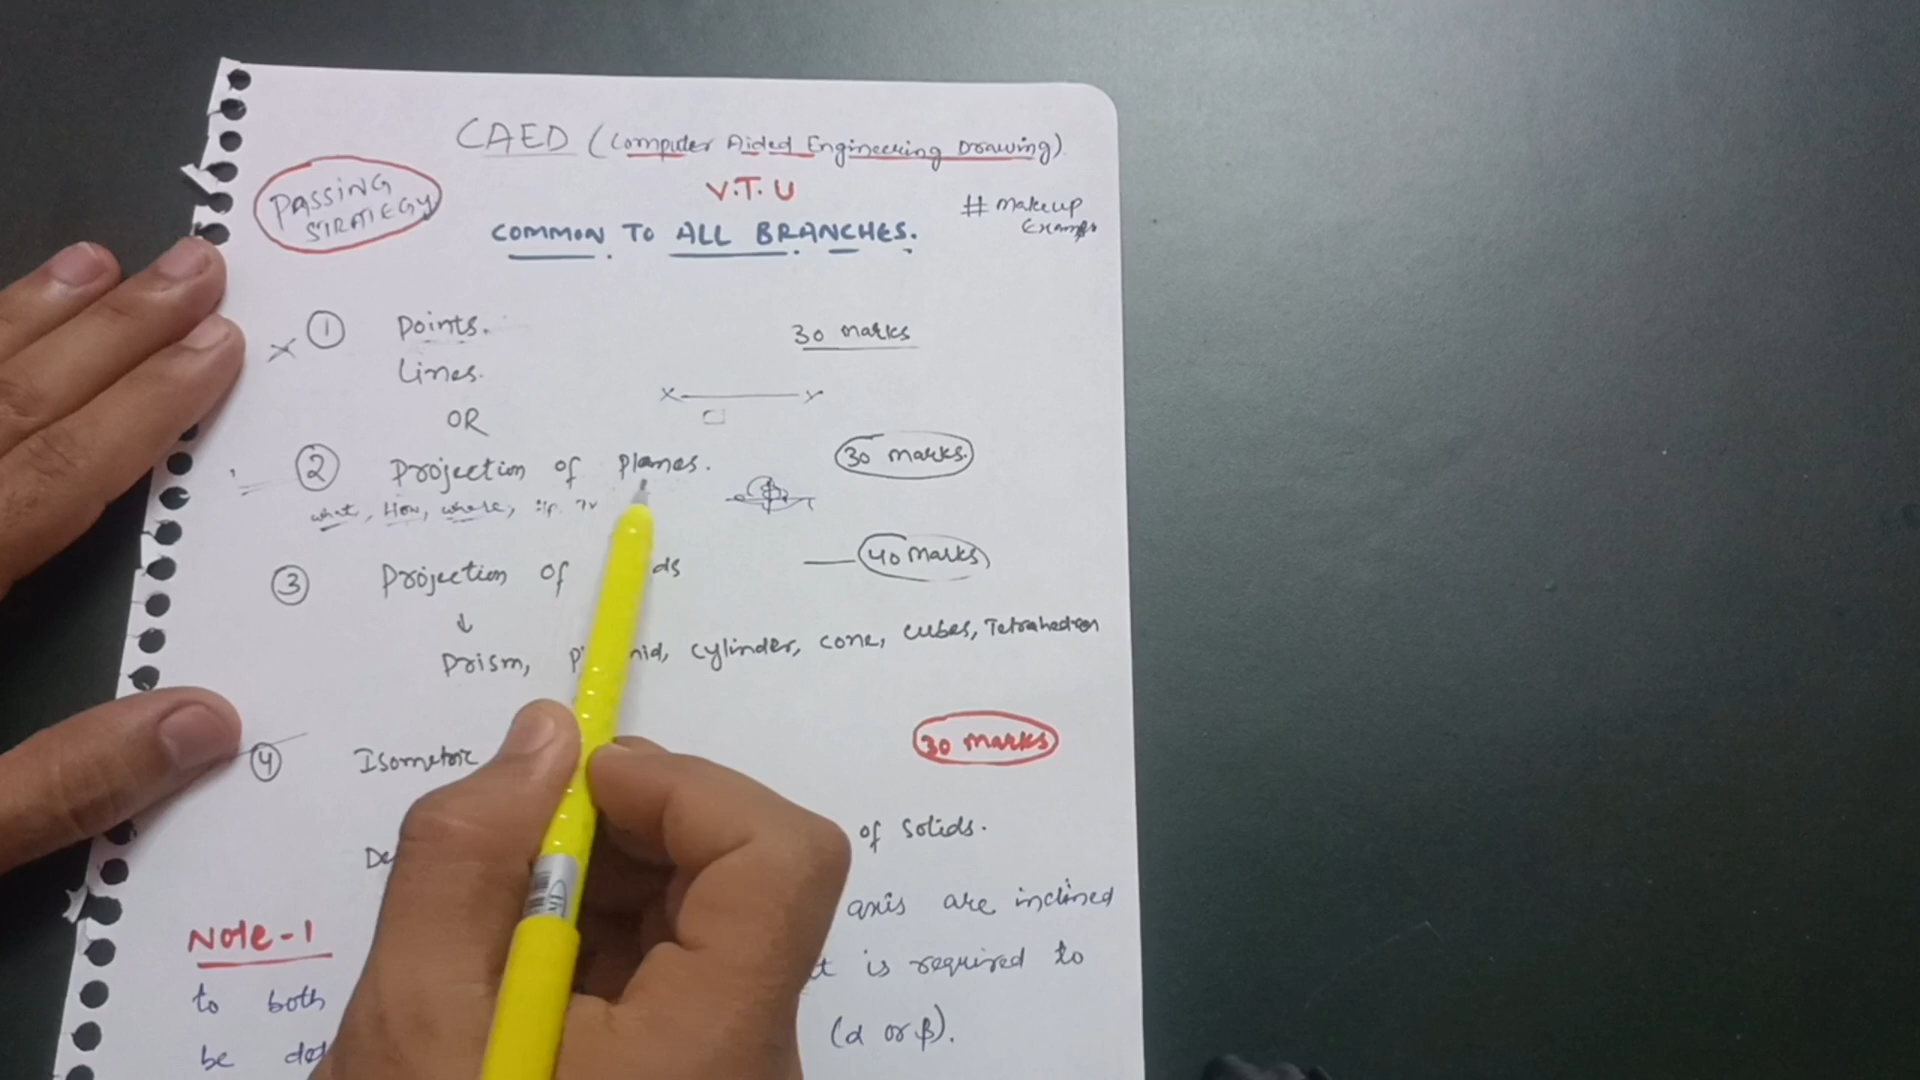 CAED (Computer Aided Engineering Drawing)
PASSING
STRATEGY
V.T.U
# makeup
Exams
COMMON TO ALL BRANCHES.
① Points.
30 marks
Lines.
X Y
OR
② Projection of planes.
30 marks.
what, How, where,
③ Projection of
40 marks
Prism, cylinder, cone, cubes, Tetrahedron
④ Isometric
30 marks
of solids.
axis are inclined
Note-1
is required to
to both
(α or β).
be